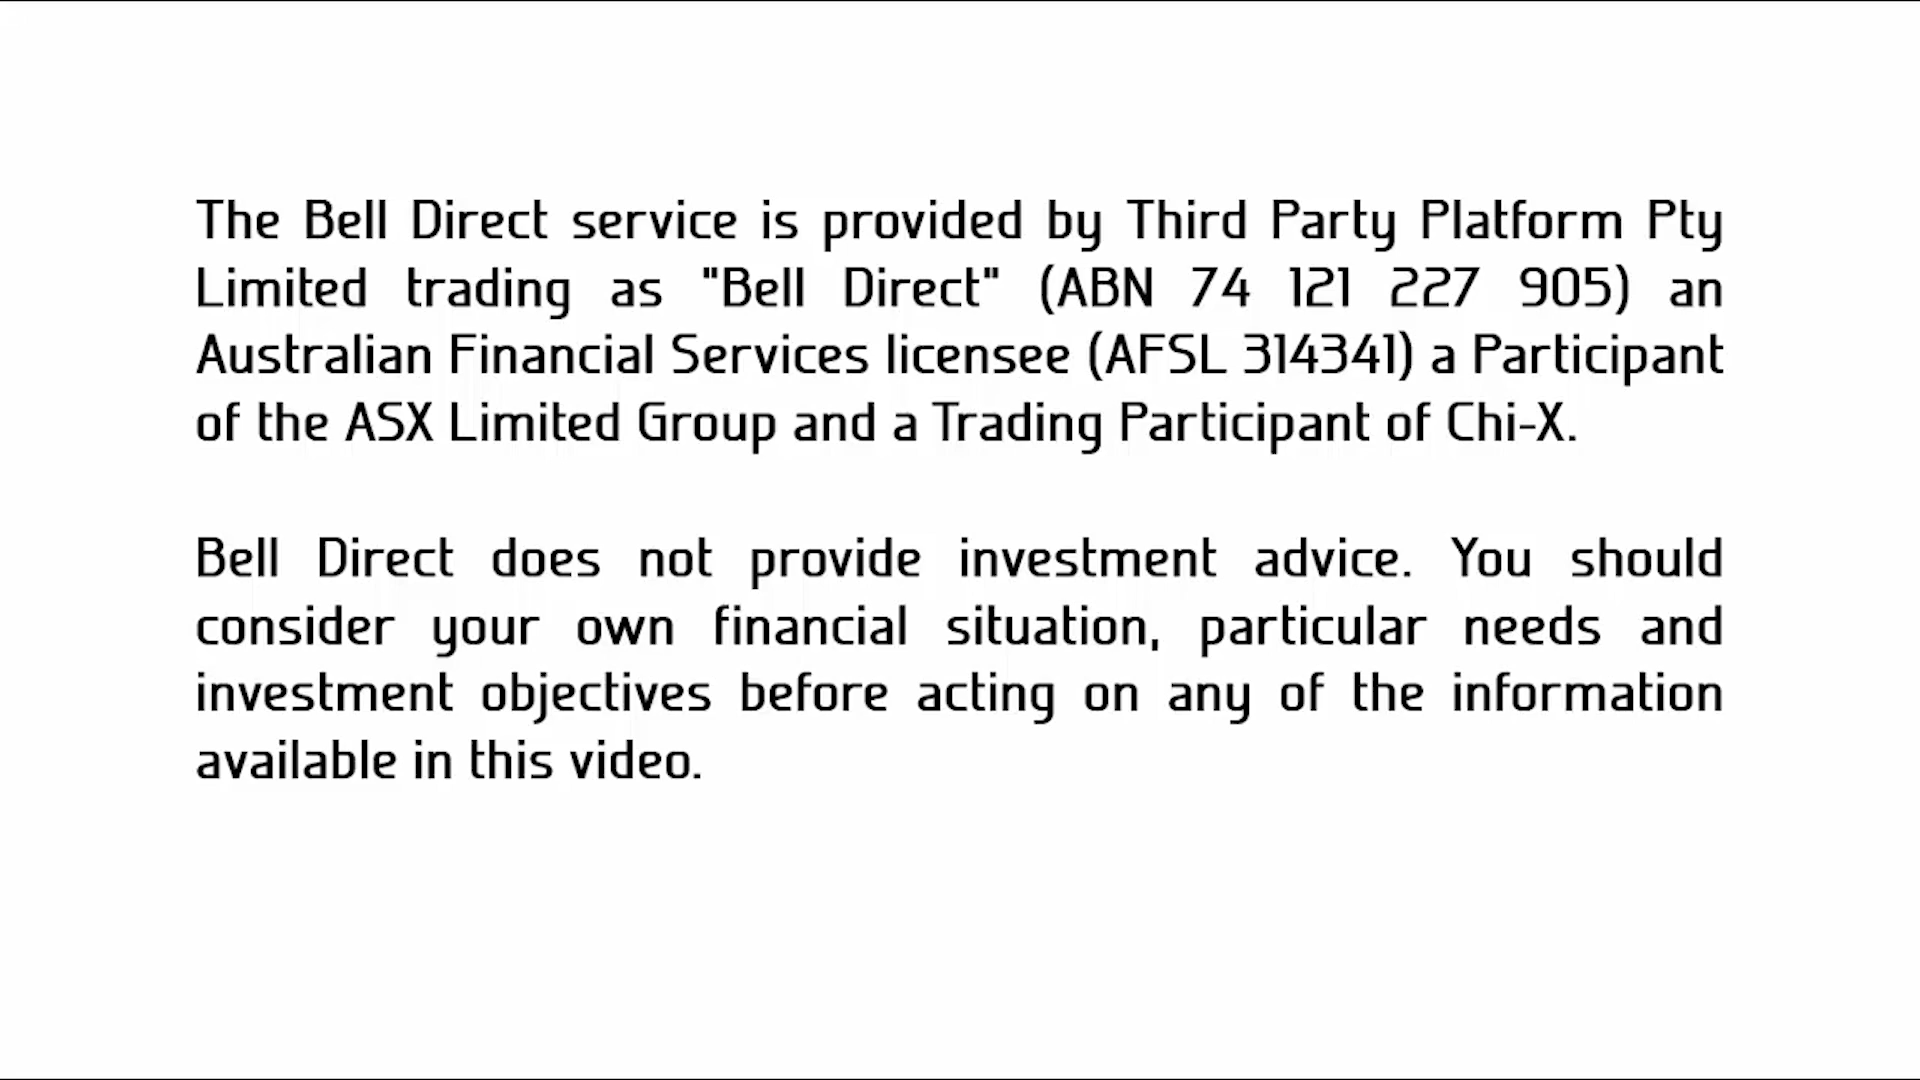 The Bell Direct service is provided by Third Party Platform Pty
Limited trading as "Bell Direct" (ABN 74 121 227 905) an
Australian Financial Services licensee (AFSL 314341) a Participant
of the ASX Limited Group and a Trading Participant of Chi-X.
Bell Direct does not provide investment advice. You should
consider your own financial situation, particular needs and
investment objectives before acting on any of the information
available in this video.